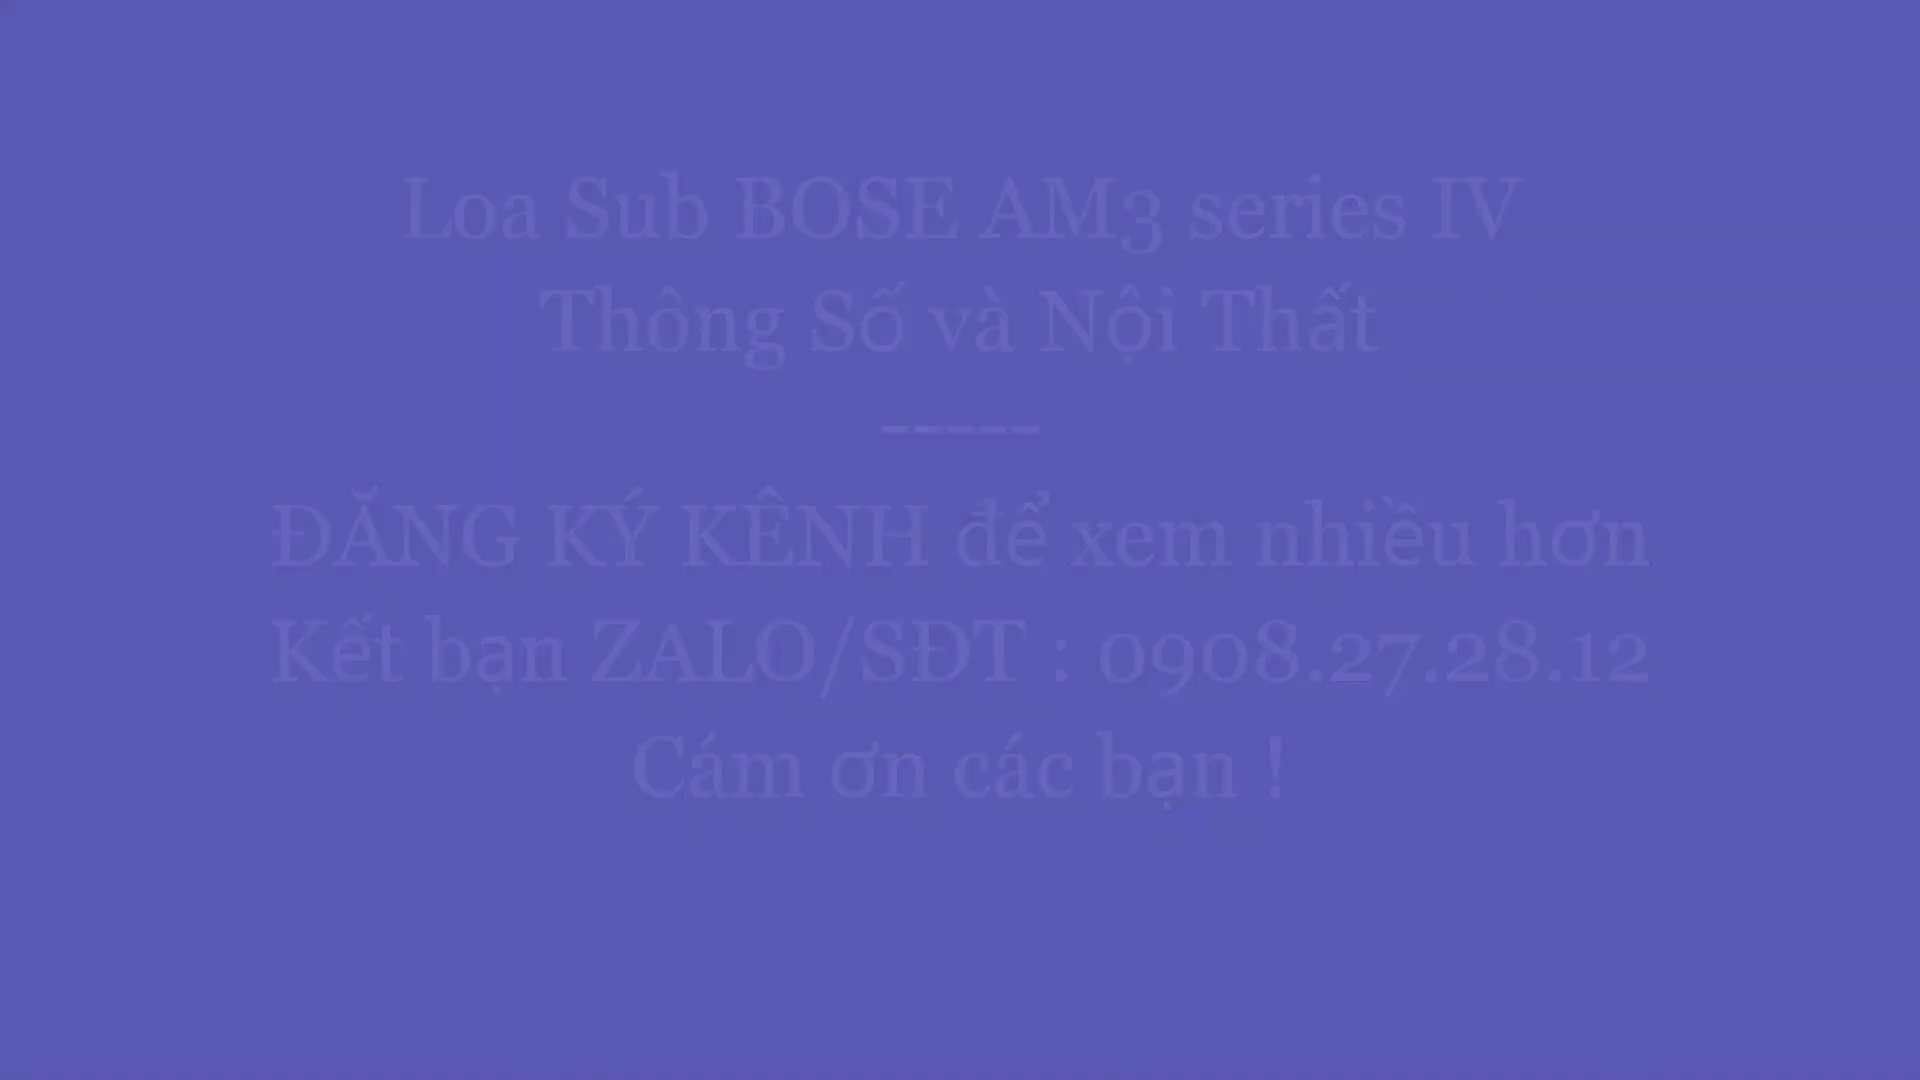 Loa Sub BOSE AM3 series IV
Thông Số và Nội Thất
-----
ĐĂNG KÝ KÊNH để xem nhiều hơn
Kết bạn ZALO/SĐT : 0908.27.28.12
Cám ơn các bạn !